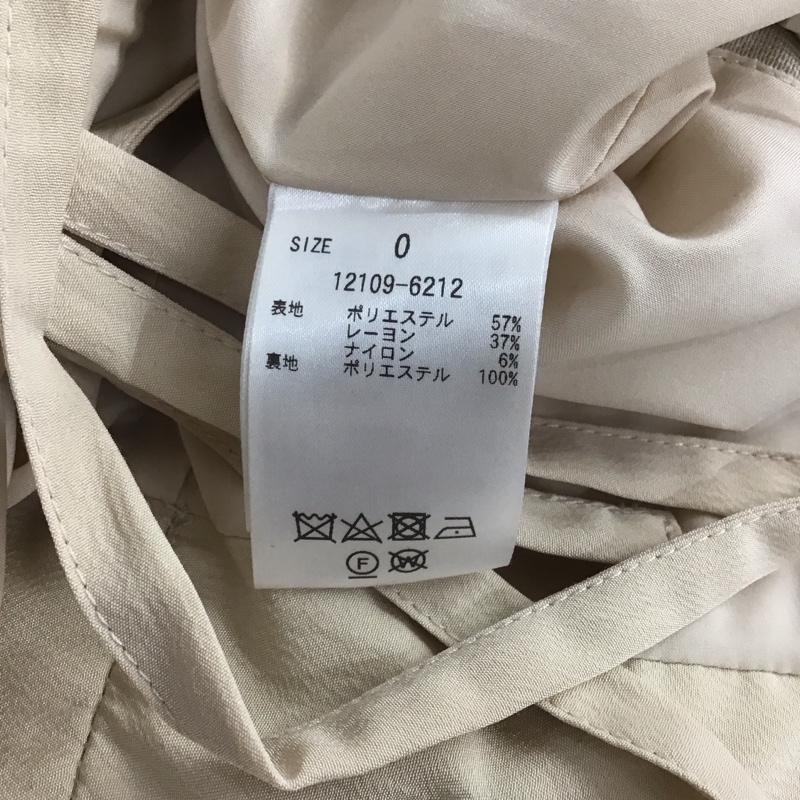 SIZE 0
12109-6212
表地 ポリエステル 57%
レーヨン 37%
ナイロン 6%
裏地 ポリエステル 100%
F W